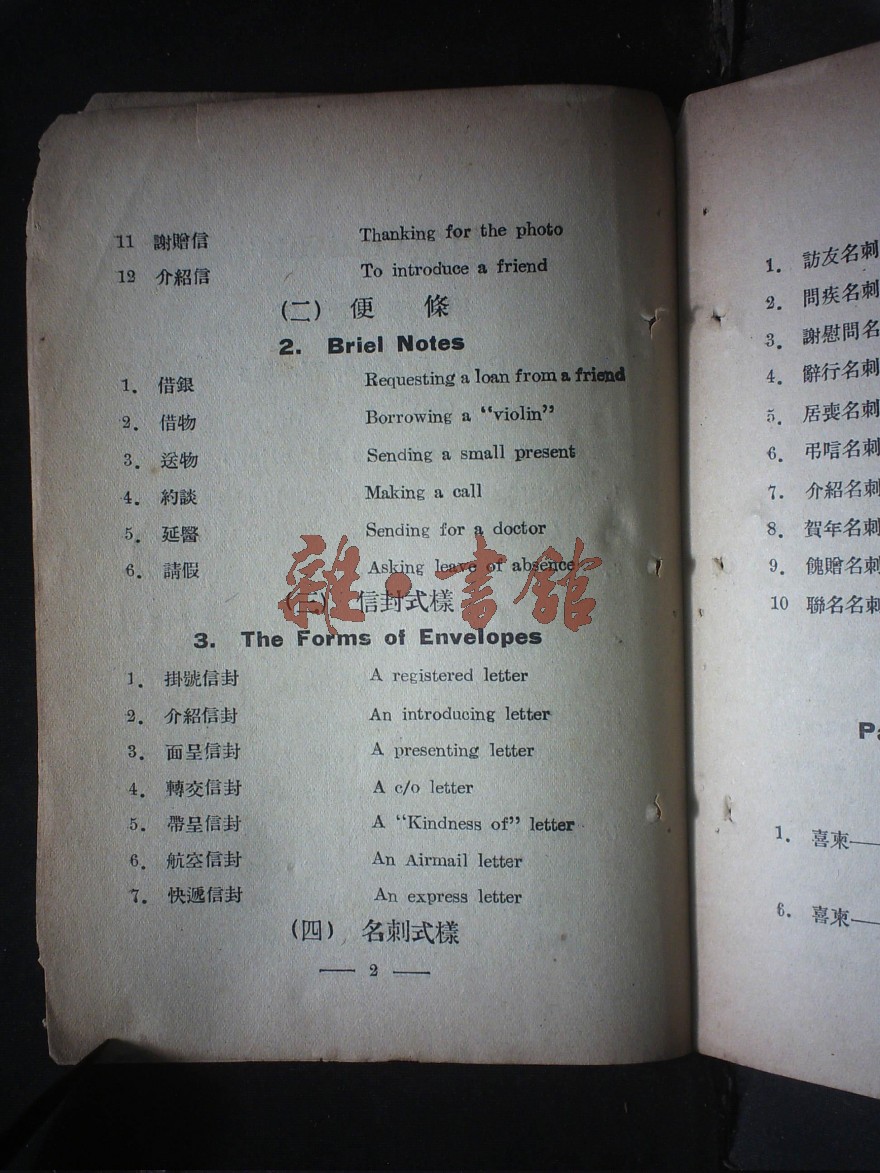 11 謝贈信 Thanking for the photo
12 介紹信 To introduce a friend
(二) 便 條
2. Briel Notes
1. 借銀 Requesting a loan from a friend
2. 借物 Borrowing a "violin"
3. 送物 Sending a small present
4. 約談 Making a call
5. 延醫 Sending for a doctor
6. 請假 Asking leave of absence
(三) 信封式樣
3. The Forms of Envelopes
1. 掛號信封 A registered letter
2. 介紹信封 An introducing letter
3. 面呈信封 A presenting letter
4. 轉交信封 A c/o letter
5. 帶呈信封 A "Kindness of" letter
6. 航空信封 An Airmail letter
7. 快遞信封 An express letter
(四) 名刺式樣
— 2 —
雜·書館
1. 訪友名刺
2. 問疾名刺
3. 謝慰問名
4. 辭行名刺
5. 居喪名刺
6. 弔唁名刺
7. 介紹名刺
8. 賀年名刺
9. 餽贈名刺
10 聯名名刺
1. 喜柬—
6. 喜柬—